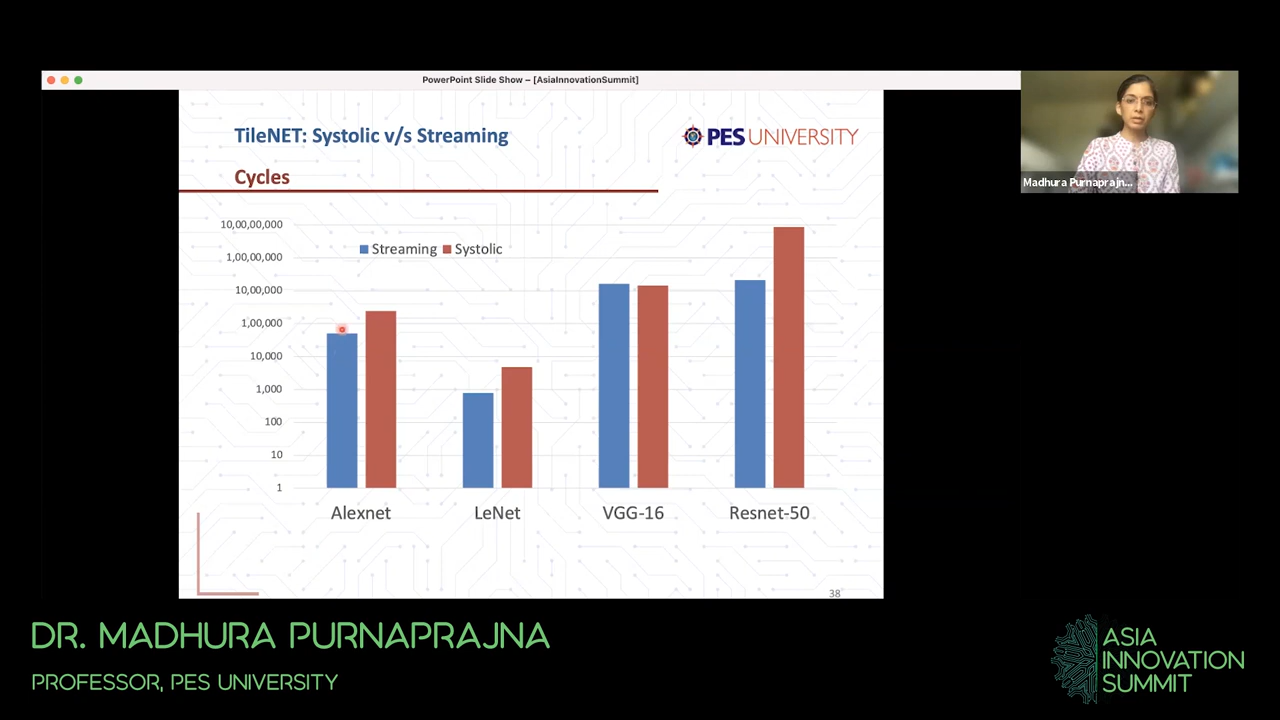 PowerPoint Slide Show – [AsiaInnovationSummit]
TileNET: Systolic v/s Streaming
PES UNIVERSITY
Cycles
Madhura Purnaprajn...
10,00,00,000
1,00,00,000
10,00,000
1,00,000
10,000
1,000
100
10
1
Streaming Systolic
Alexnet LeNet VGG-16 Resnet-50
38
DR. MADHURA PURNAPRAJNA
PROFESSOR, PES UNIVERSITY
ASIA
INNOVATION
SUMMIT